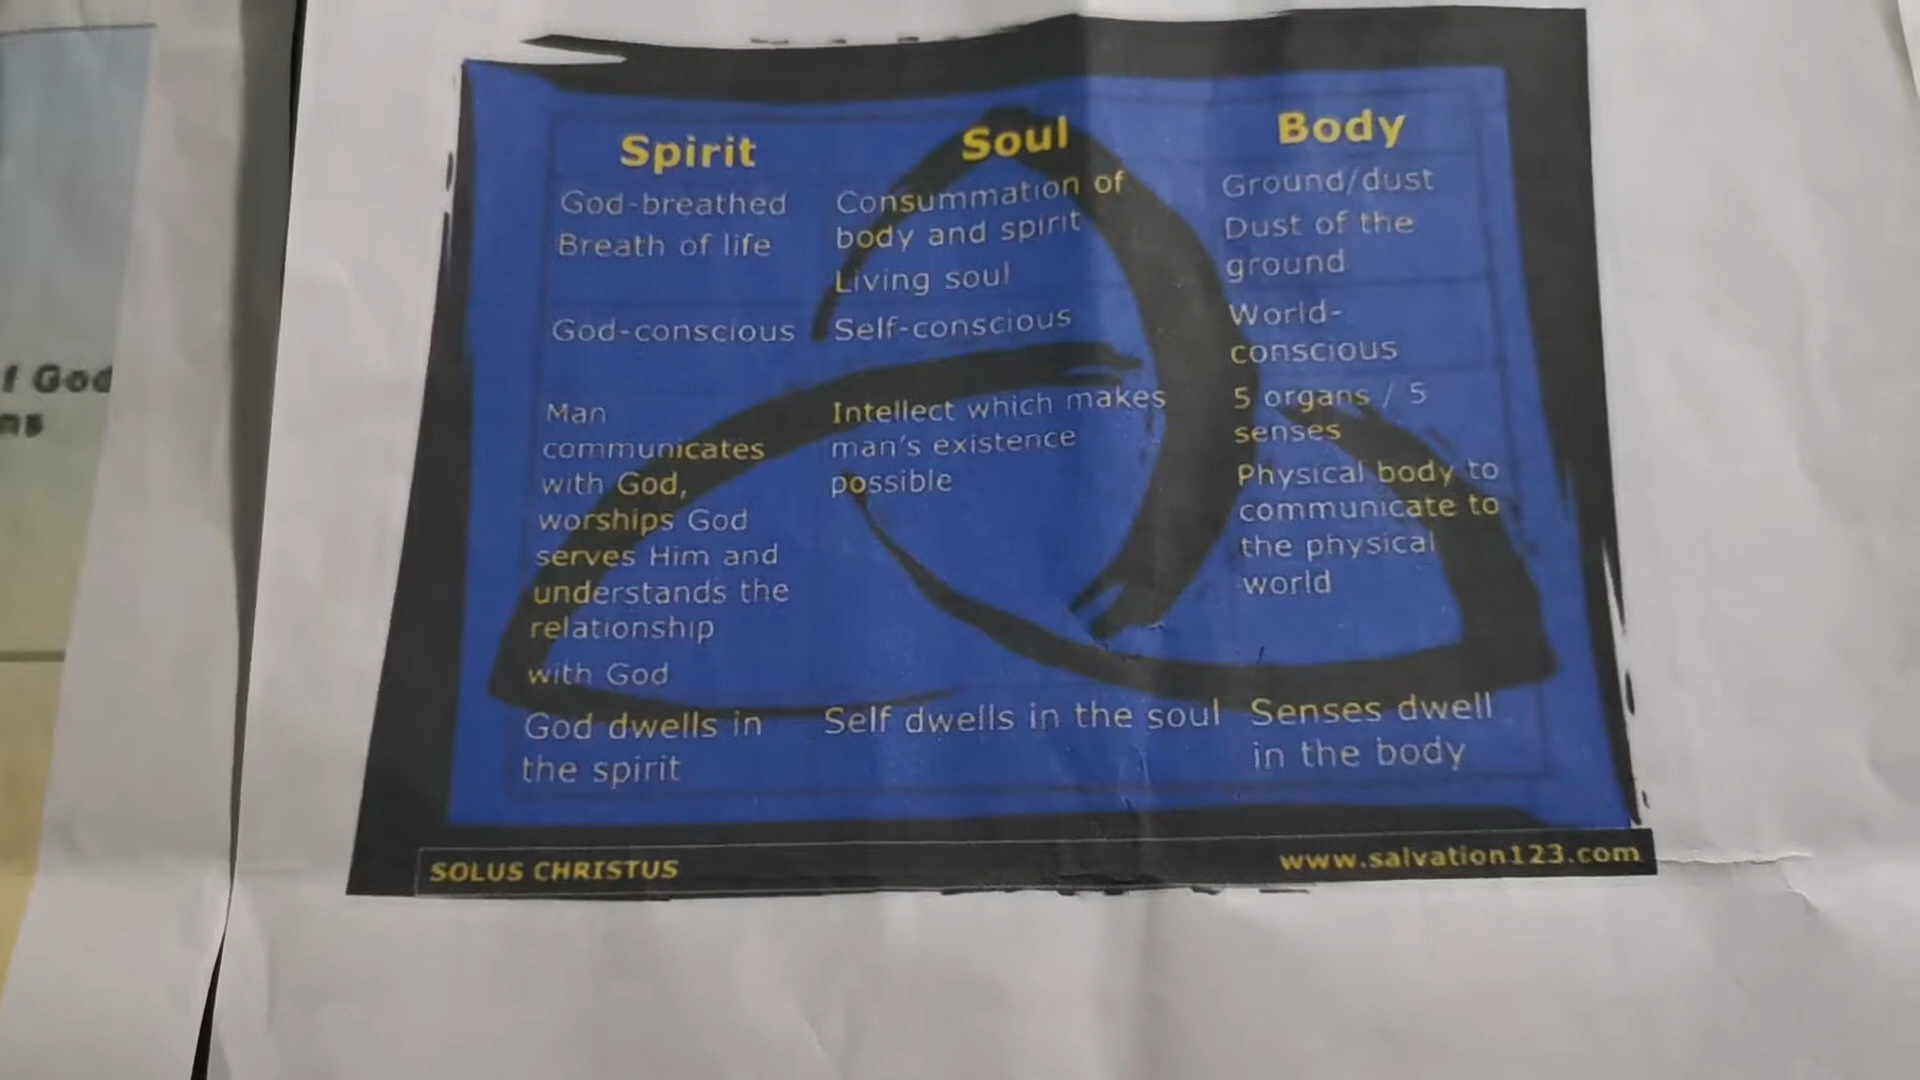 f God
ns
Spirit
Soul
Body
God-breathed
Breath of life
Consummation of
body and spirit
Living soul
Ground/dust
Dust of the
ground
God-conscious
Self-conscious
World-
conscious
Man
communicates
with God,
worships God
serves Him and
understands the
relationship
with God
Intellect which makes
man's existence
possible
5 organs / 5
senses
Physical body to
communicate to
the physical
world
God dwells in
the spirit
Self dwells in the soul
Senses dwell
in the body
SOLUS CHRISTUS
www.salvation123.com